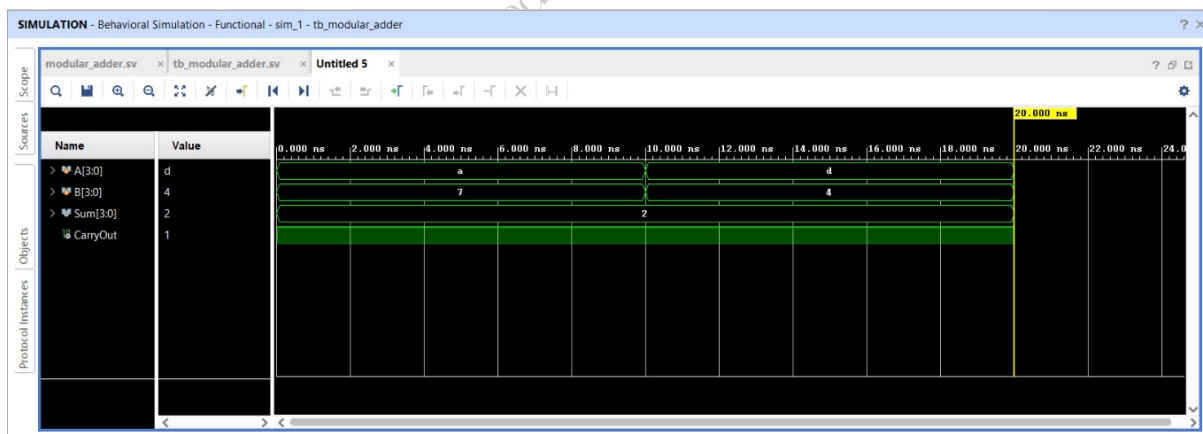 SIMULATION - Behavioral Simulation - Functional - sim_1 - tb_modular_adder ? ×
modular_adder.sv × tb_modular_adder.sv × Untitled 5 × ?
Scope
Sources
Objects
Protocol Instances
20.000 ns
Name Value 0.000 ns 2.000 ns 4.000 ns 6.000 ns 8.000 ns 10.000 ns 12.000 ns 14.000 ns 16.000 ns 18.000 ns 20.000 ns 22.000 ns 24.0
> A[3:0] d a d
> B[3:0] 4 7 4
> Sum[3:0] 2 2
CarryOut 1